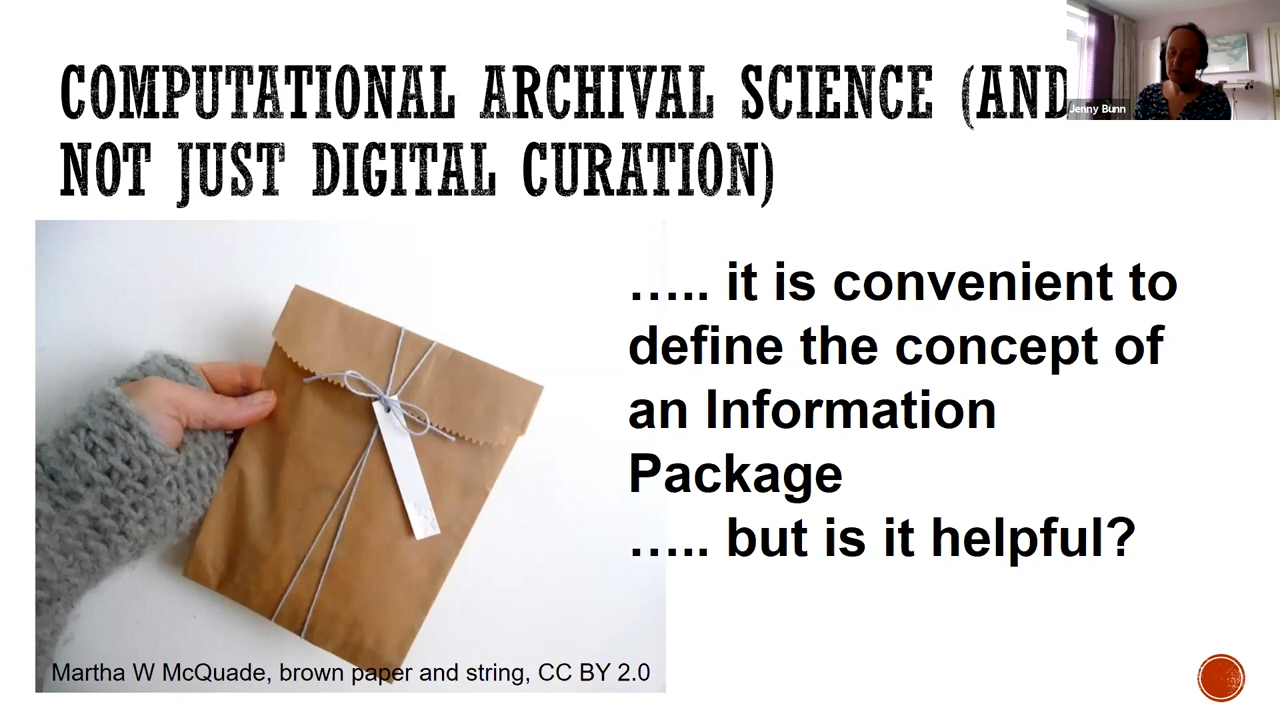 COMPUTATIONAL ARCHIVAL SCIENCE (AND
NOT JUST DIGITAL CURATION)
Jenny Bunn
….. it is convenient to
define the concept of
an Information
Package
….. but is it helpful?
Martha W McQuade, brown paper and string, CC BY 2.0